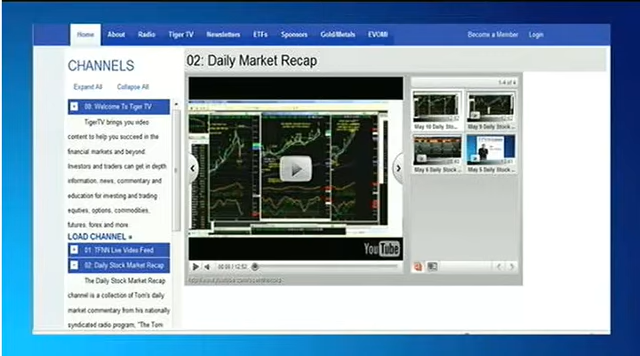 Home About Radio Tiger TV Newsletters ETFs Sponsors Gold/Metals EVOMI Become a Member Login
CHANNELS
Expand All Collapse All
00: Welcome To Tiger TV
TigerTV brings you video
content to help you succeed in the
financial markets and beyond.
Investors and traders can get in depth
information, news, commentary and
education for investing and trading
equities, options, commodities,
futures, forex and more.
LOAD CHANNEL »
01: TFNN Live Video Feed
02: Daily Stock Market Recap
The Daily Stock Market Recap
channel is a collection of Tom's daily
market commentary from his nationally
syndicated radio program, "The Tom
02: Daily Market Recap
YouTube
1-4 of 4
May 10 Daily Stoc...
May 9 Daily Stock ...
May 6 Daily Stock ...
May 5 Daily Stock ...